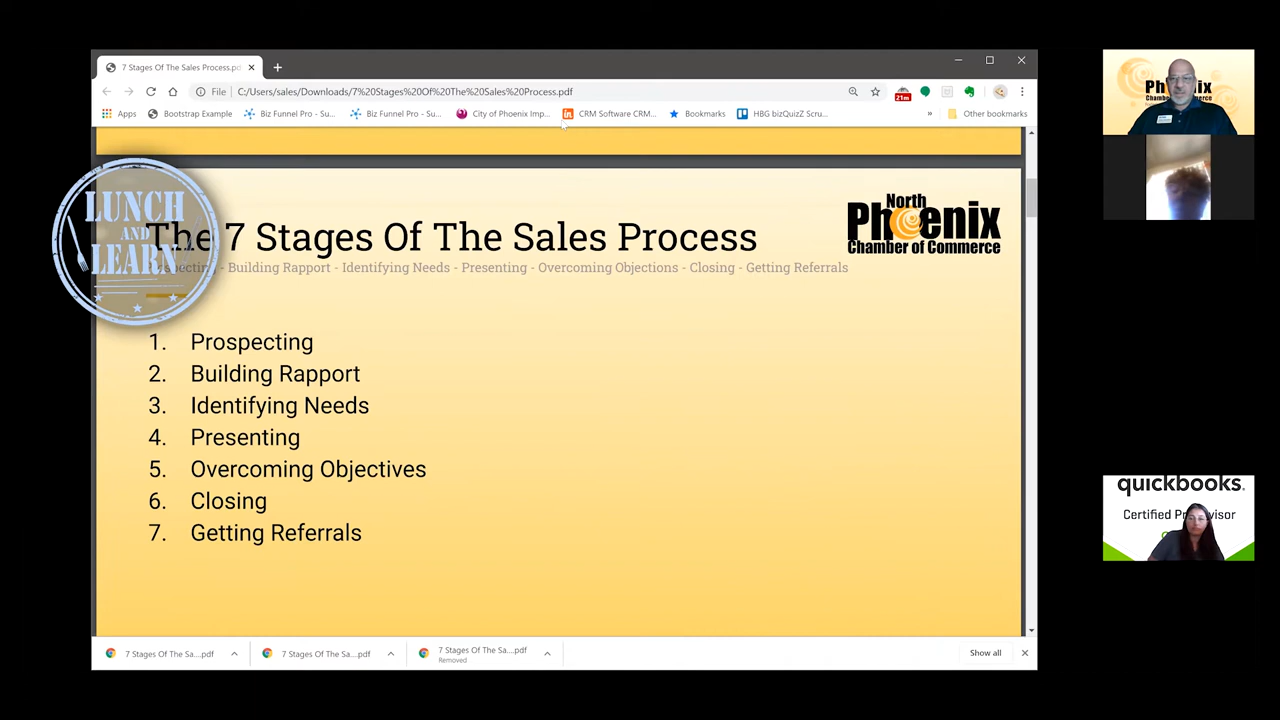 7 Stages Of The Sales Process.pd
File C:/Users/sales/Downloads/7%20Stages%20Of%20The%20Sales%20Process.pdf
21m
Apps Bootstrap Example Biz Funnel Pro - Su... Biz Funnel Pro - Su... City of Phoenix Imp... CRM Software CRM... Bookmarks HBG bizQuizZ Scru... » Other bookmarks
LUNCH
AND
LEARN
The 7 Stages Of The Sales Process
- Building Rapport - Identifying Needs - Presenting - Overcoming Objections - Closing - Getting Referrals
North
Phoenix
Chamber of Commerce
1. Prospecting
2. Building Rapport
3. Identifying Needs
4. Presenting
5. Overcoming Objectives
6. Closing
7. Getting Referrals
7 Stages Of The Sa....pdf
7 Stages Of The Sa....pdf
7 Stages Of The Sa....pdf
Removed
Show all
quickbooks.
Certified